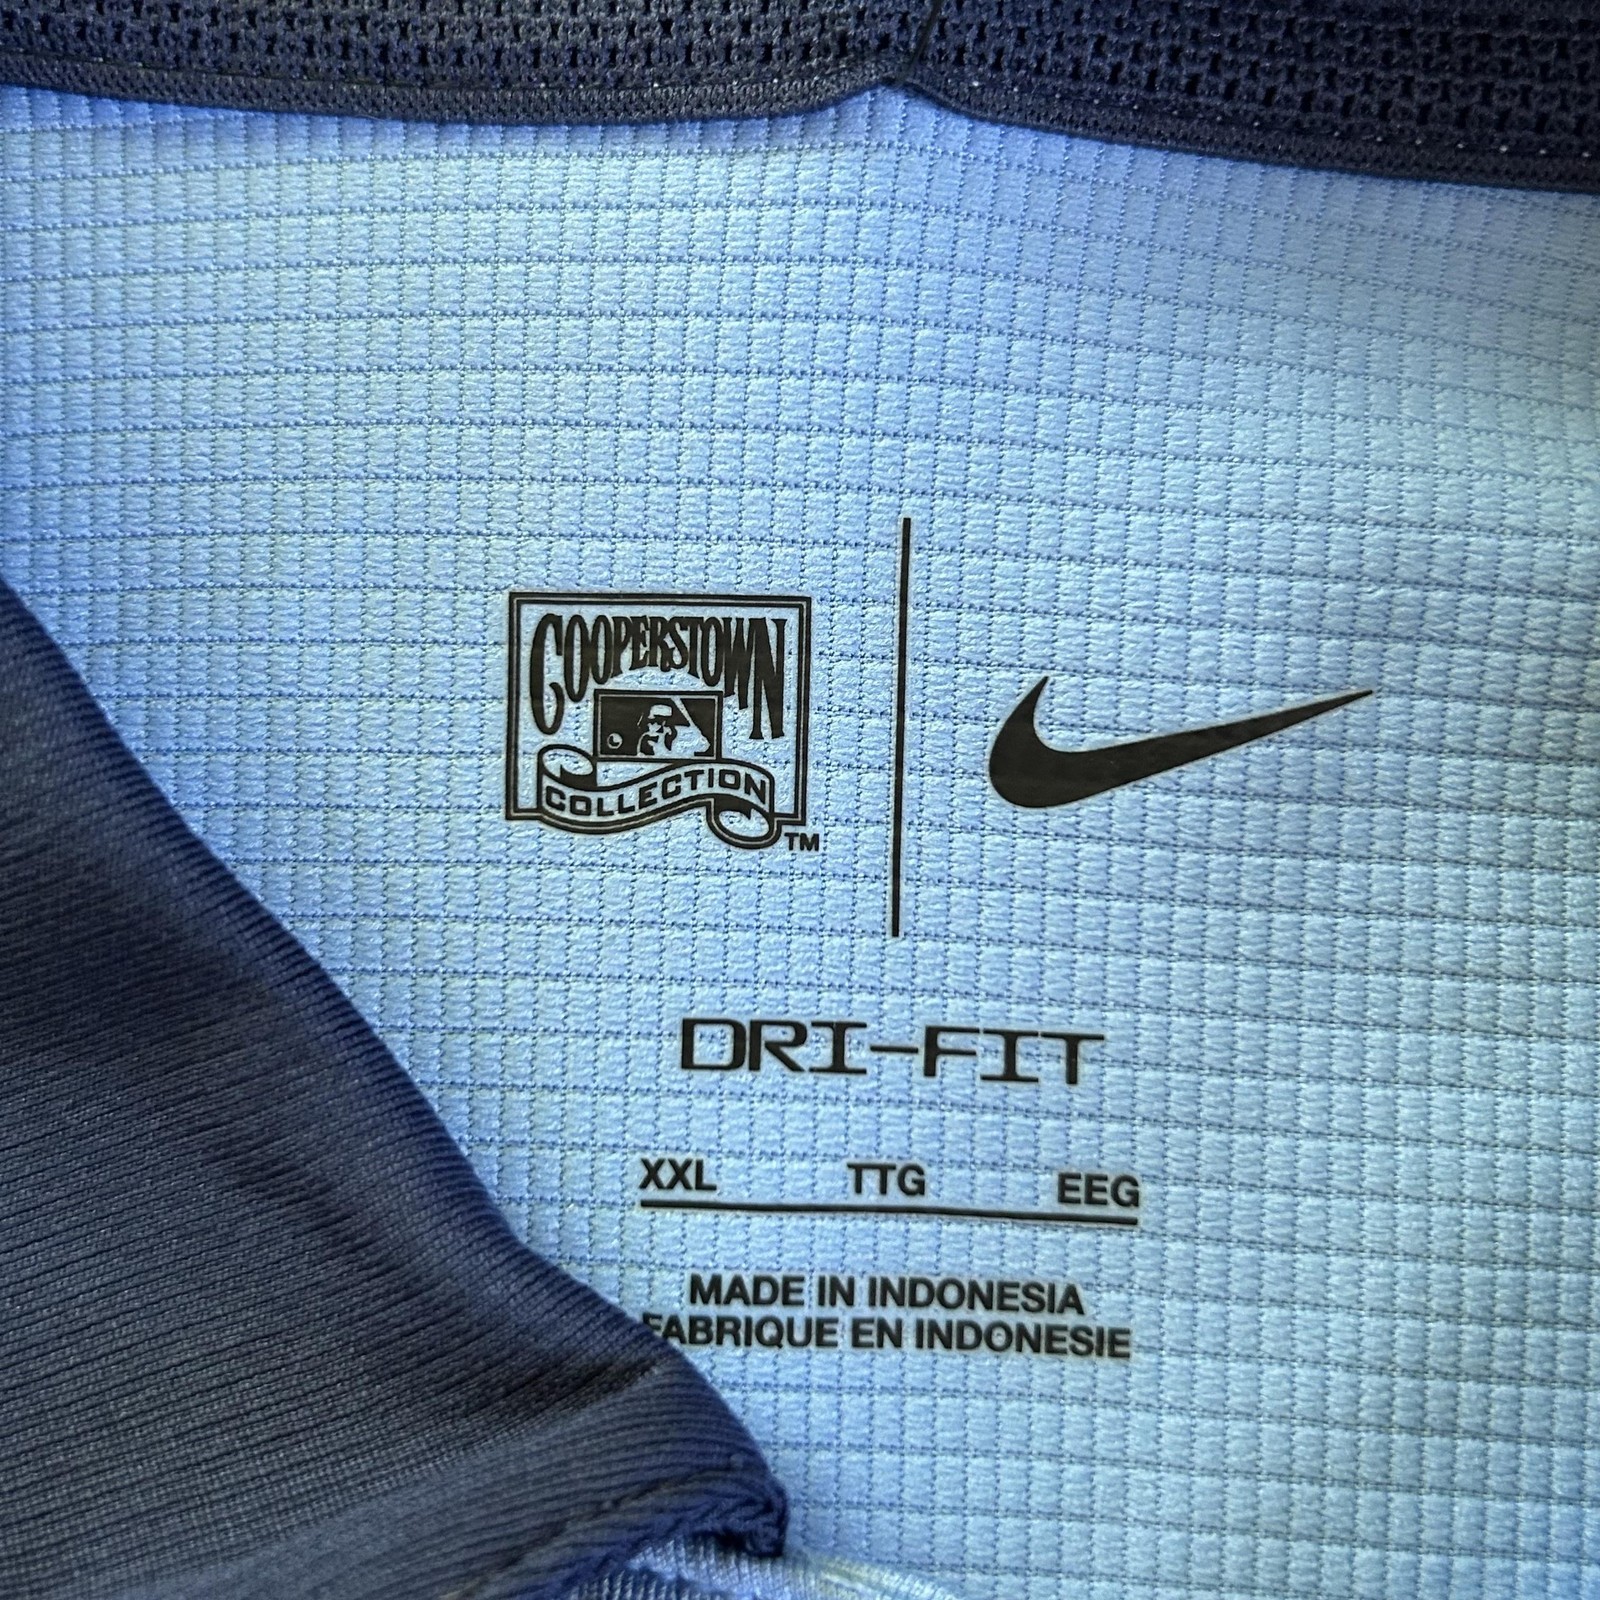 COOPERSTOWN
COLLECTION
TM
DRI-FIT
XXL TTG EEG
MADE IN INDONESIA
FABRIQUE EN INDONESIE